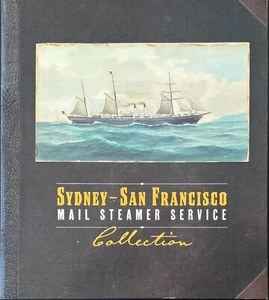 SYDNEY–SAN FRANCISCO
MAIL STEAMER SERVICE
Collection